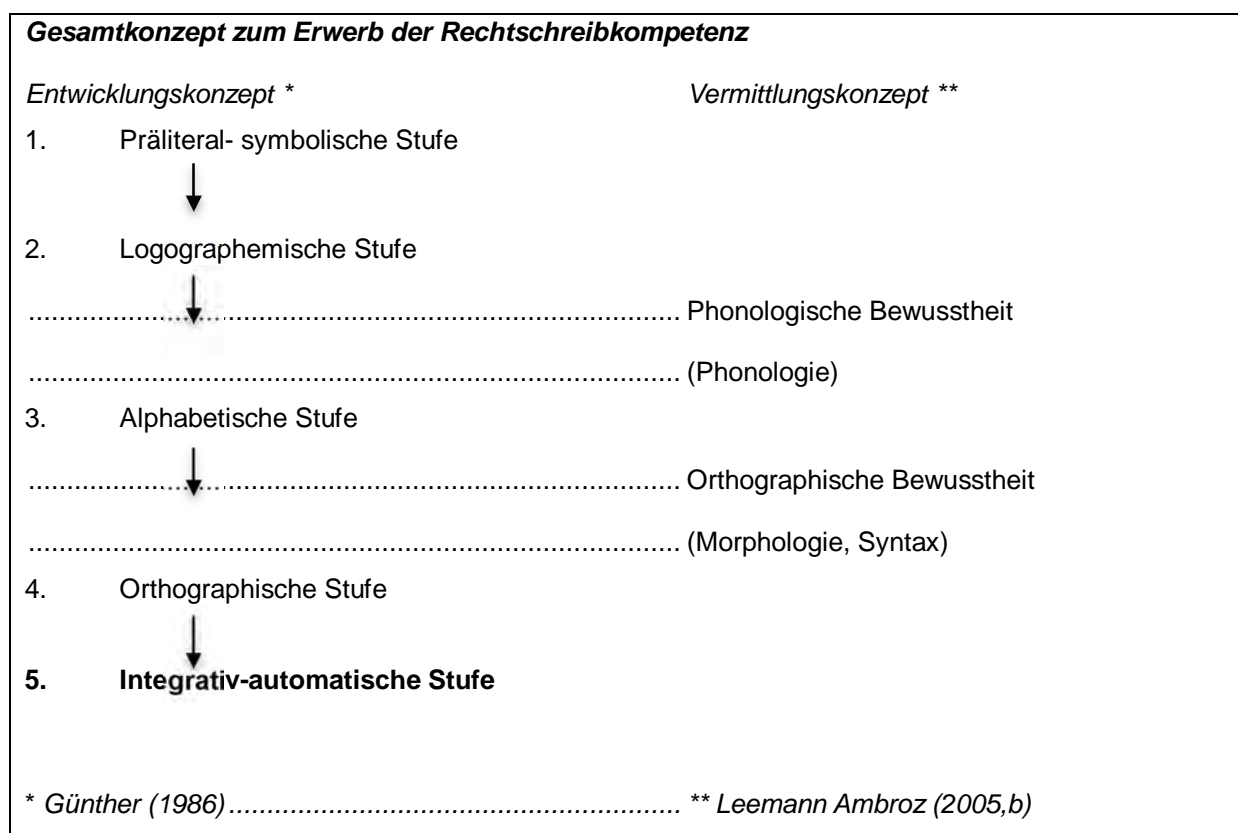 Gesamtkonzept zum Erwerb der Rechtschreibkompetenz
Entwicklungskonzept * Vermittlungskonzept **
1. Präliteral- symbolische Stufe
2. Logographemische Stufe
........................................................................................ Phonologische Bewusstheit
........................................................................................ (Phonologie)
3. Alphabetische Stufe
........................................................................................ Orthographische Bewusstheit
........................................................................................ (Morphologie, Syntax)
4. Orthographische Stufe
5. Integrativ-automatische Stufe
* Günther (1986) ............................................................ ** Leemann Ambroz (2005,b)